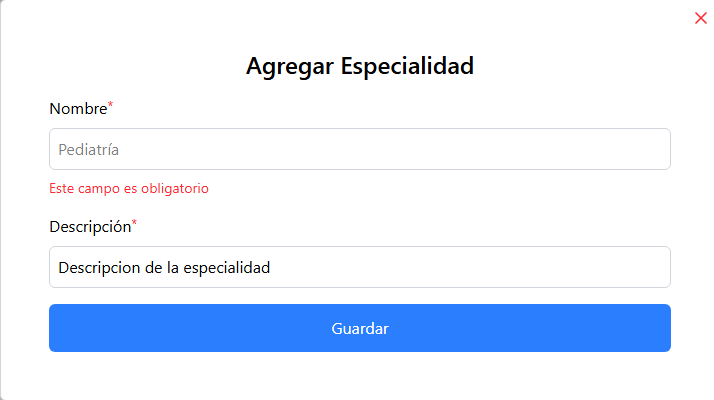 Agregar Especialidad
Nombre*
Pediatría
Este campo es obligatorio
Descripción*
Descripcion de la especialidad
Guardar